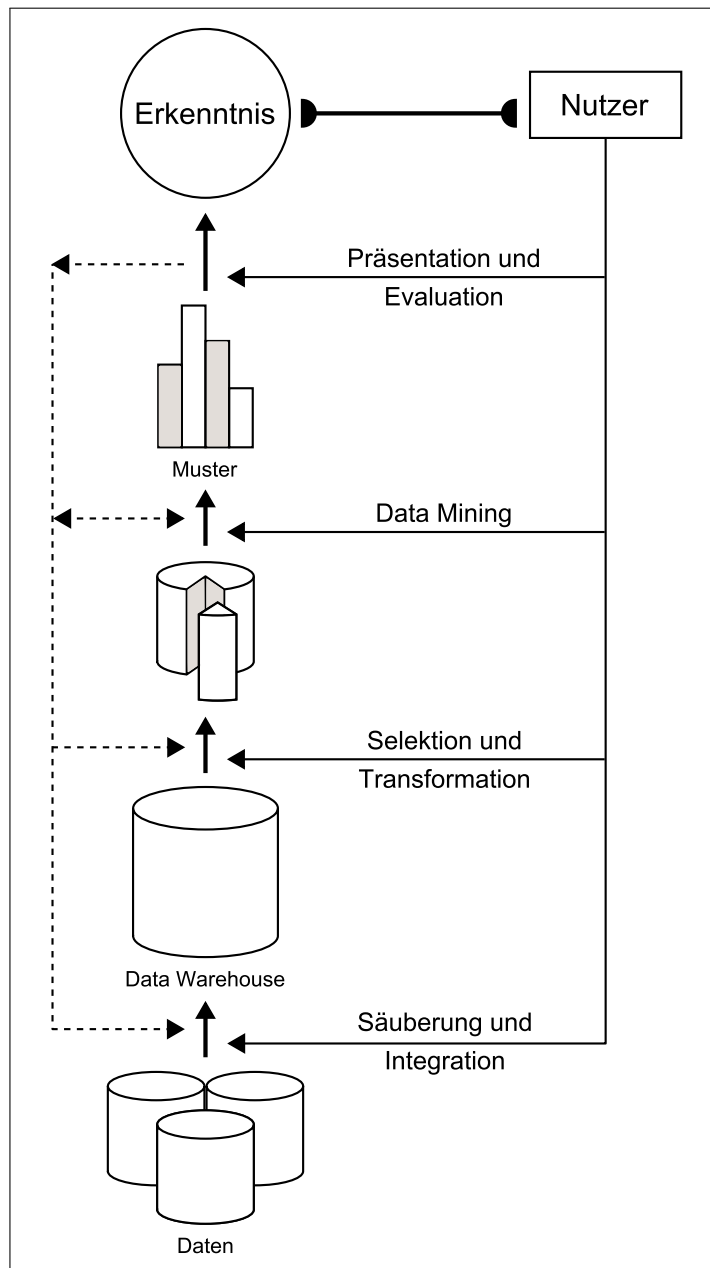 Erkenntnis
Nutzer
Präsentation und
Evaluation
Muster
Data Mining
Selektion und
Transformation
Data Warehouse
Säuberung und
Integration
Daten